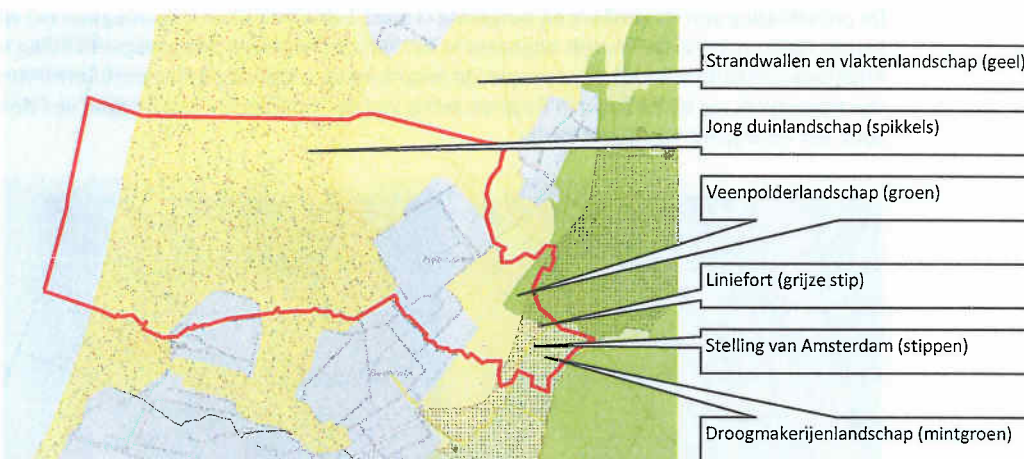 Strandwallen en vlaktenlandschap (geel)
Jong duinlandschap (spikkels)
Veenpolderlandschap (groen)
Liniefort (grijze stip)
Stelling van Amsterdam (stippen)
Droogmakerijenlandschap (mintgroen)